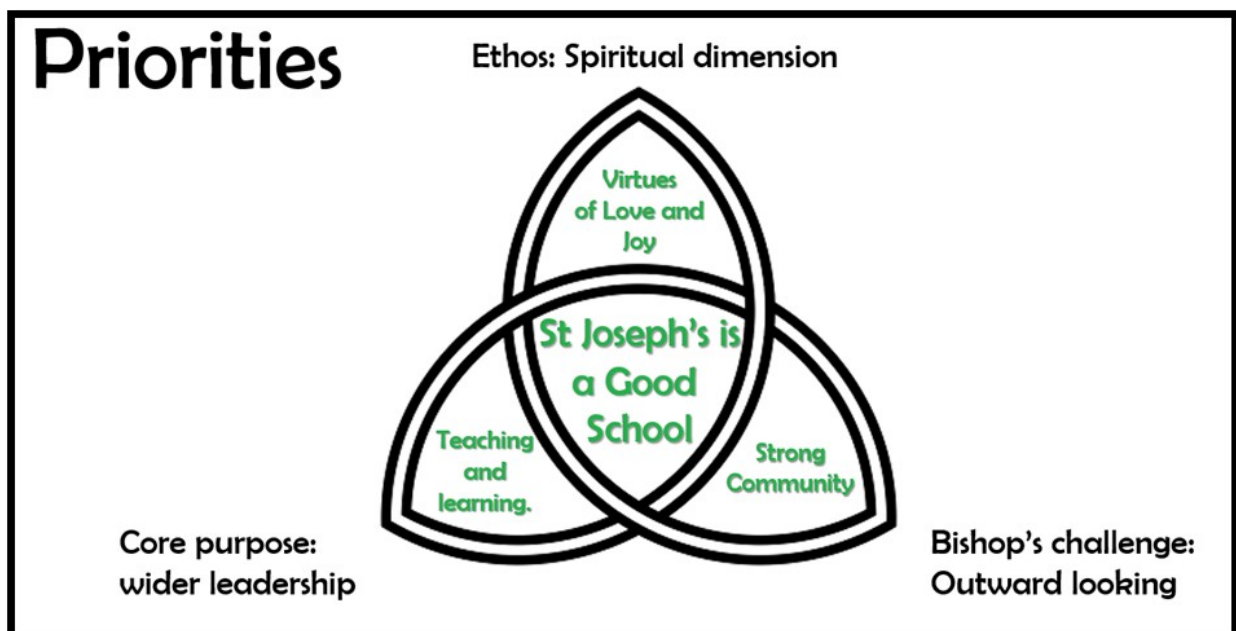 Priorities
Ethos: Spiritual dimension
Virtues
of Love and
Joy
St Joseph's is
a Good
School
Teaching
and
learning.
Strong
Community
Core purpose:
wider leadership
Bishop's challenge:
Outward looking